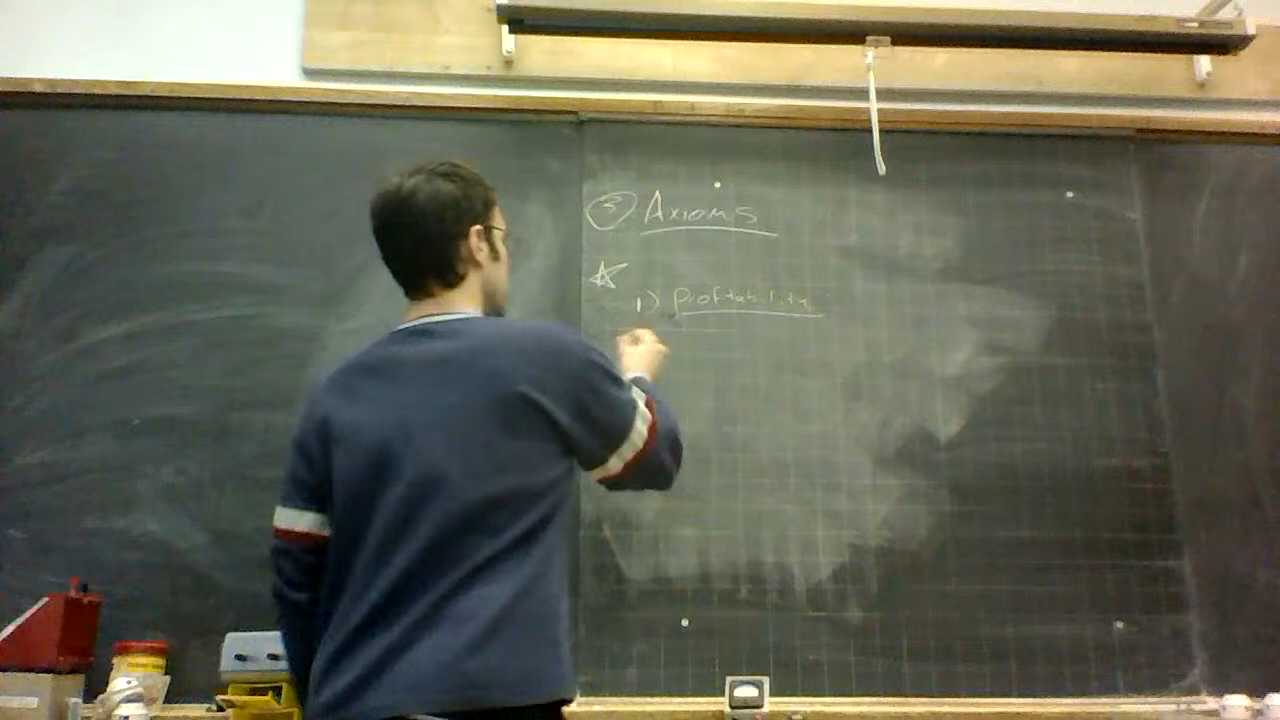 ③ Axioms
☆
1) Profitability